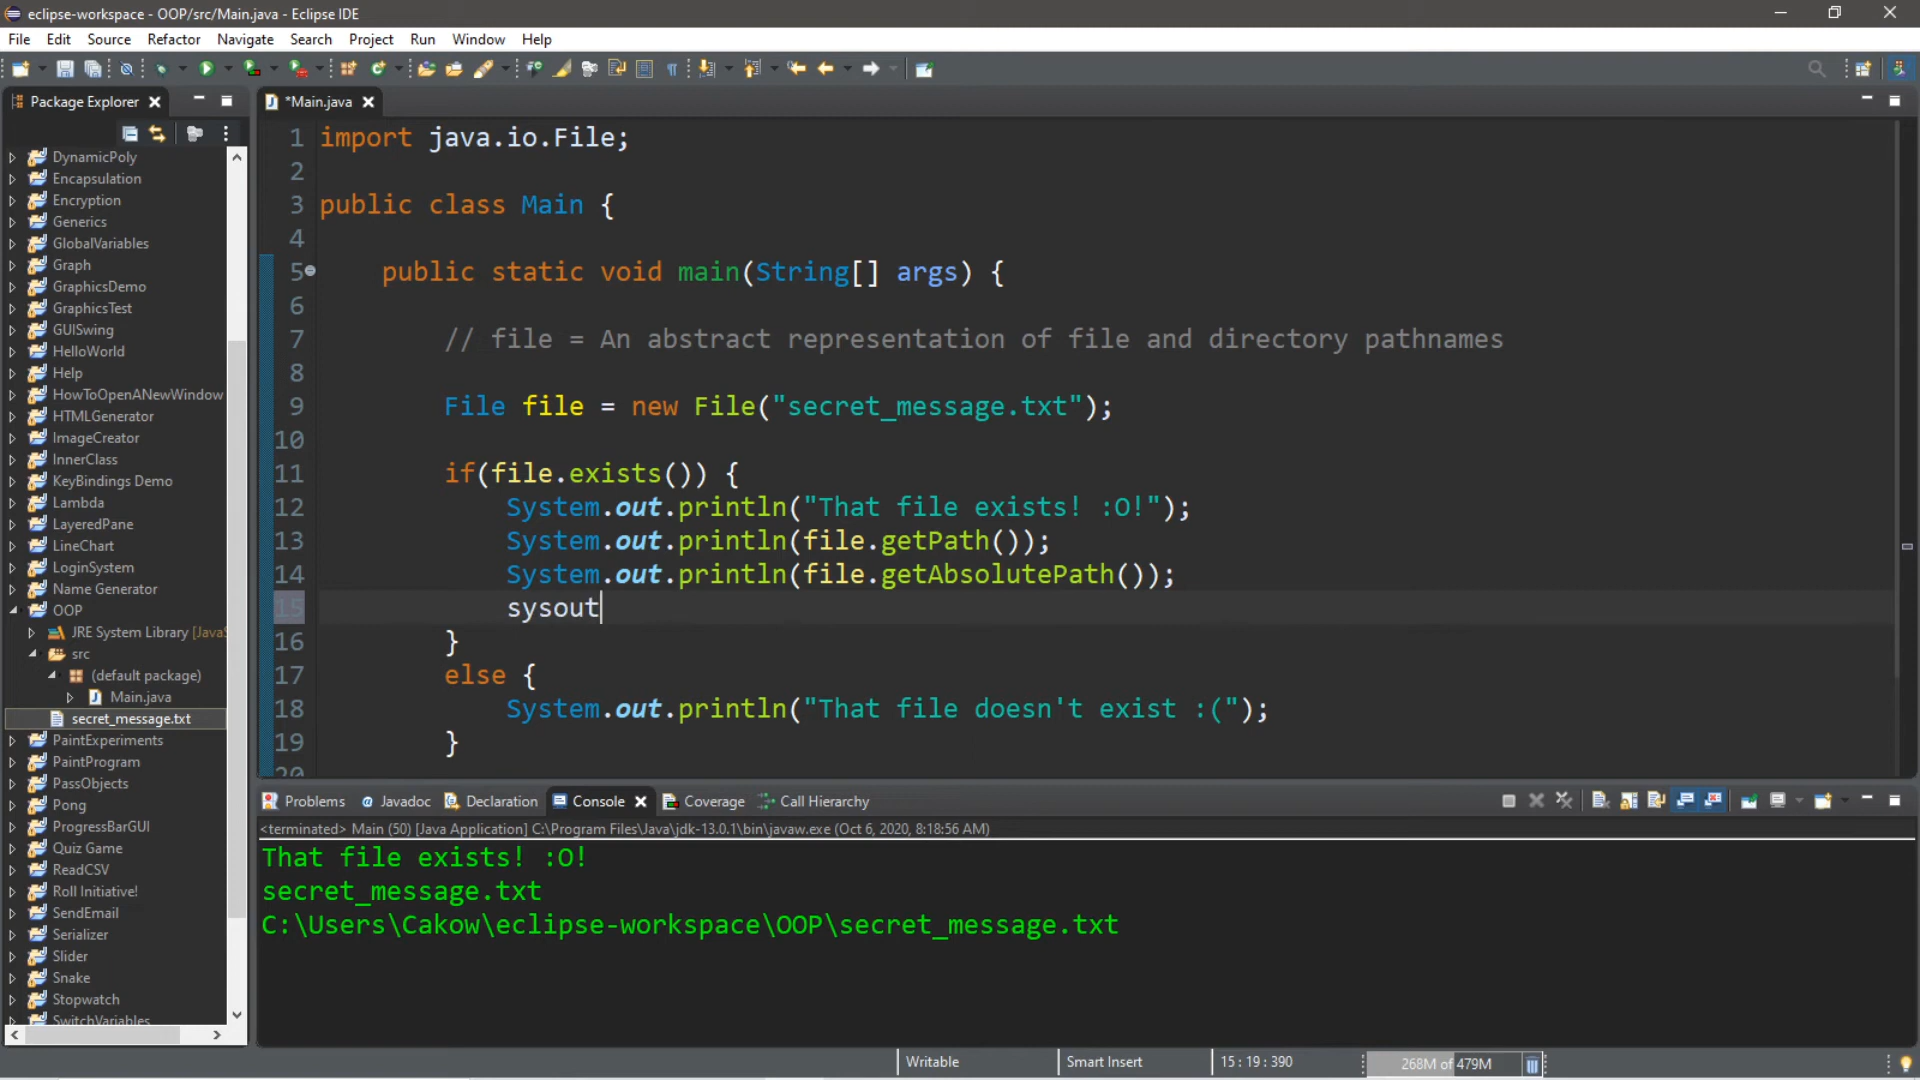 eclipse-workspace - OOP/src/Main.java - Eclipse IDE
File Edit Source Refactor Navigate Search Project Run Window Help
Package Explorer
DynamicPoly
Encapsulation
Encryption
Generics
GlobalVariables
Graph
GraphicsDemo
GraphicsTest
GUISwing
HelloWorld
Help
HowToOpenANewWindow
HTMLGenerator
ImageCreator
InnerClass
KeyBindings Demo
Lambda
LayeredPane
LineChart
LoginSystem
Name Generator
OOP
JRE System Library [JavaS
src
(default package)
Main.java
secret_message.txt
PaintExperiments
PaintProgram
PassObjects
Pong
ProgressBarGUI
Quiz Game
ReadCSV
Roll Initiative!
SendEmail
Serializer
Slider
Snake
Stopwatch
SwitchVariables
*Main.java
1 import java.io.File;
2
3 public class Main {
4
5 public static void main(String[] args) {
6
7 // file = An abstract representation of file and directory pathnames
8
9 File file = new File("secret_message.txt");
10
11 if(file.exists()) {
12 System.out.println("That file exists! :O!");
13 System.out.println(file.getPath());
14 System.out.println(file.getAbsolutePath());
15 sysout
16 }
17 else {
18 System.out.println("That file doesn't exist :(");
19 }
20
Problems Javadoc Declaration Console Coverage Call Hierarchy
<terminated> Main (50) [Java Application] C:\Program Files\Java\jdk-13.0.1\bin\javaw.exe (Oct 6, 2020, 8:18:56 AM)
That file exists! :O!
secret_message.txt
C:\Users\Cakow\eclipse-workspace\OOP\secret_message.txt
Writable Smart Insert 15 : 19 : 390 268M of 479M